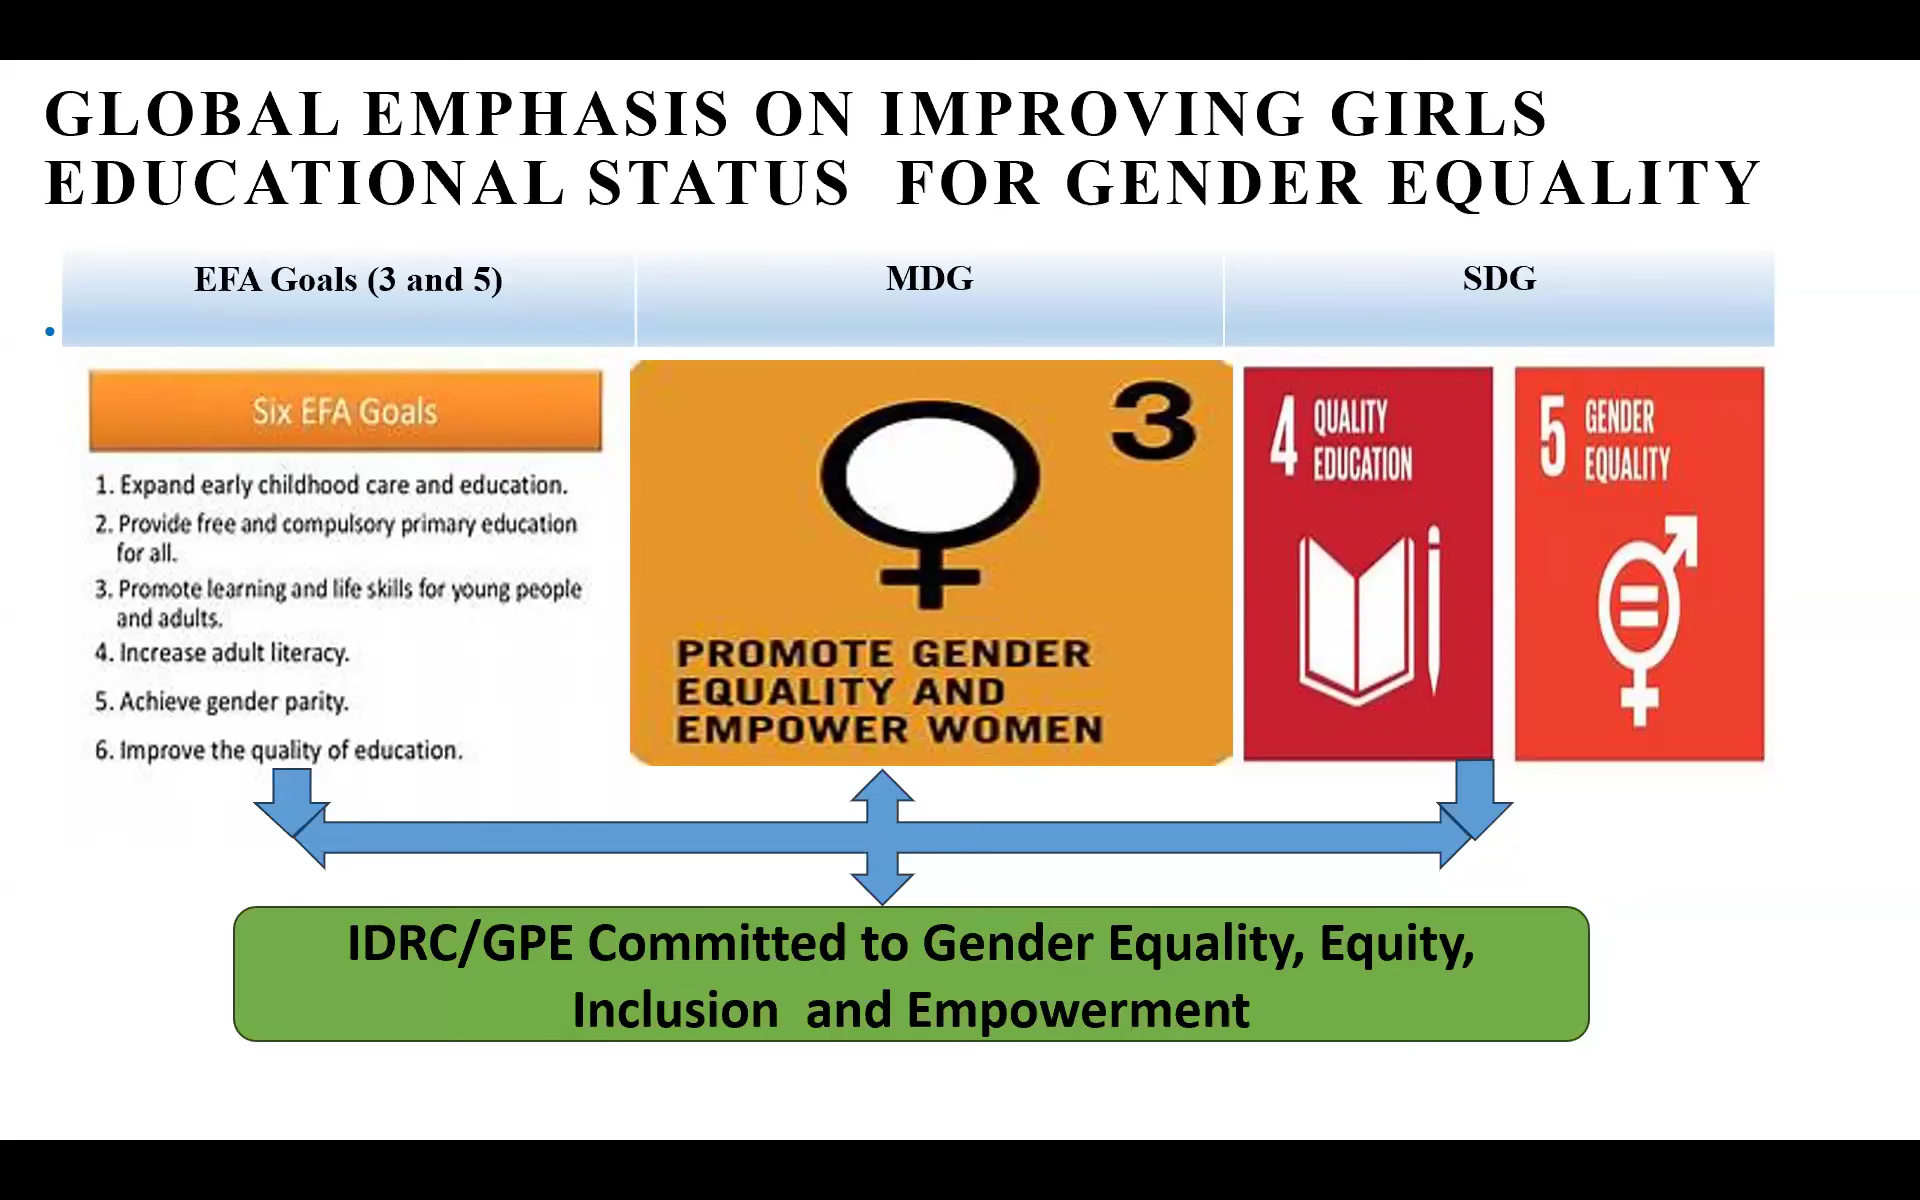 GLOBAL EMPHASIS ON IMPROVING GIRLS
EDUCATIONAL STATUS FOR GENDER EQUALITY
EFA Goals (3 and 5)
MDG
SDG
Six EFA Goals
1. Expand early childhood care and education.
2. Provide free and compulsory primary education
for all.
3. Promote learning and life skills for young people
and adults.
4. Increase adult literacy.
5. Achieve gender parity.
6. Improve the quality of education.
3
PROMOTE GENDER
EQUALITY AND
EMPOWER WOMEN
4 QUALITY
EDUCATION
5 GENDER
EQUALITY
IDRC/GPE Committed to Gender Equality, Equity,
Inclusion and Empowerment